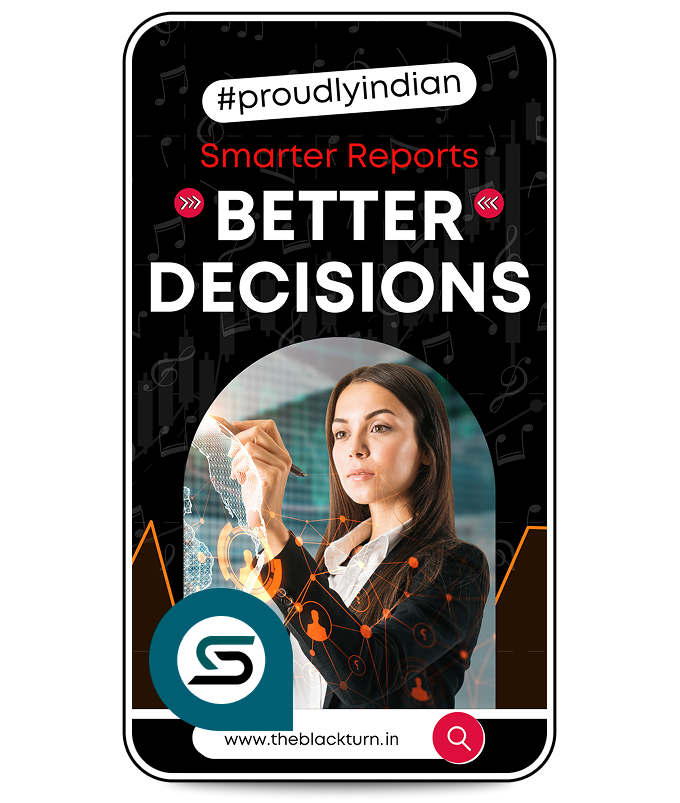 #proudlyindian
Smarter Reports
BETTER
DECISIONS
www.theblackturn.in